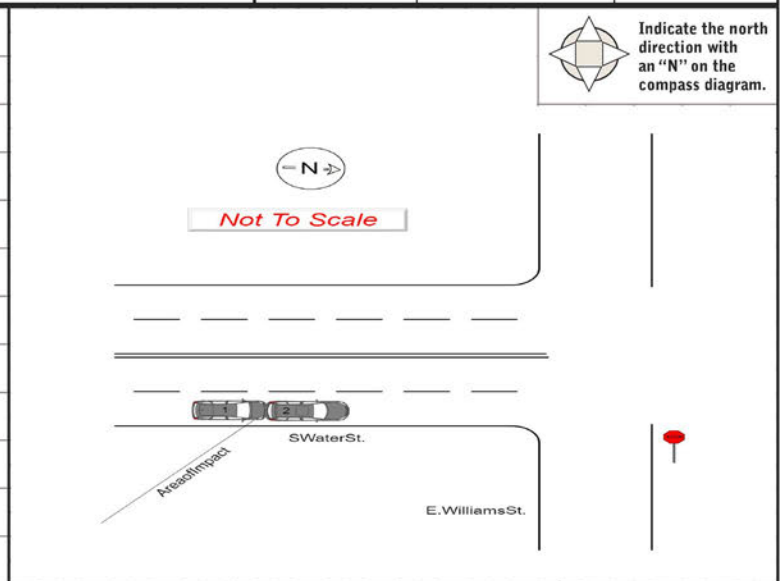 Indicate the north
direction with
an “N” on the
compass diagram.
N
Not To Scale
1 2
SWaterSt.
AreaofImpact
E.WilliamsSt.